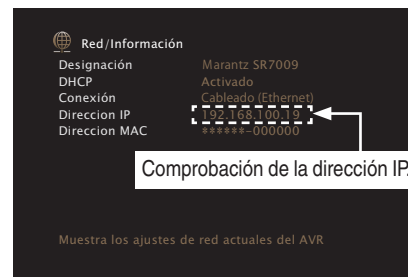 Red/Información
Designación Marantz SR7009
DHCP Activado
Conexión Cableado (Ethernet)
Direccion IP 192.168.100.19
Direccion MAC ******-000000
Comprobación de la dirección IP.
Muestra los ajustes de red actuales del AVR